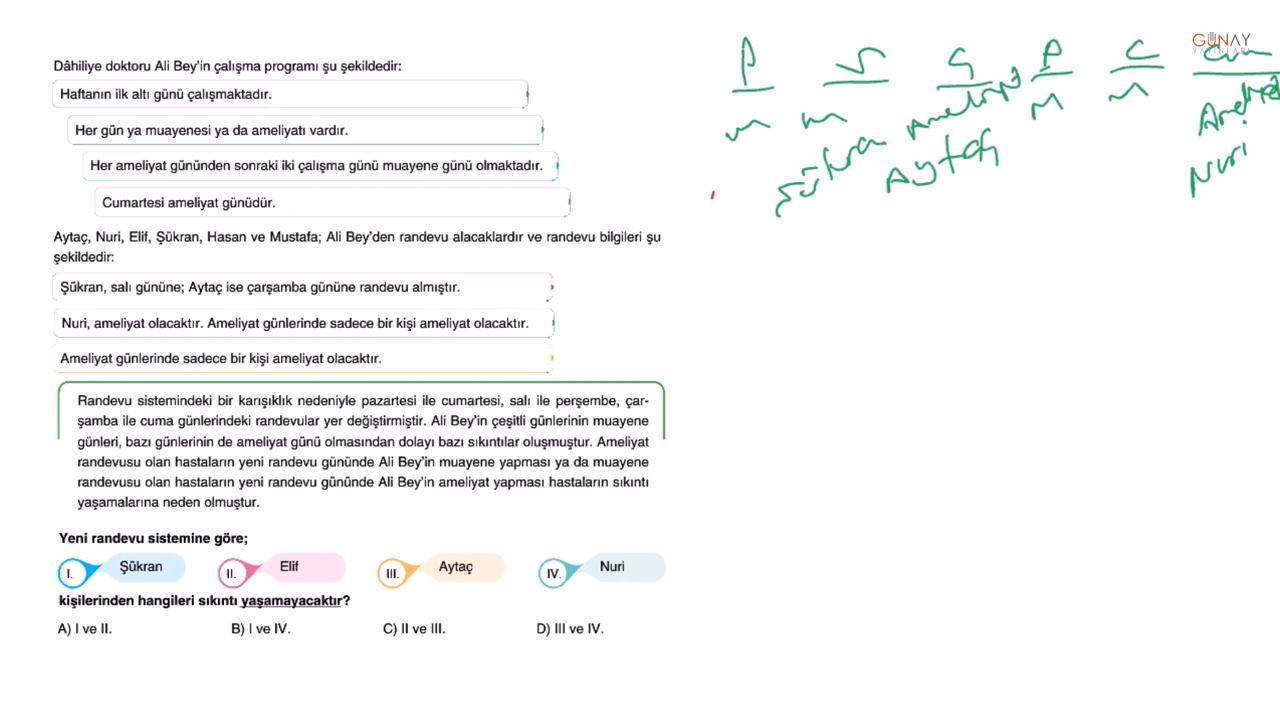 GÜNAY
YAYINLARI
Dâhiliye doktoru Ali Bey'in çalışma programı şu şekildedir:
Haftanın ilk altı günü çalışmaktadır.
Her gün ya muayenesi ya da ameliyatı vardır.
Her ameliyat gününden sonraki iki çalışma günü muayene günü olmaktadır.
Cumartesi ameliyat günüdür.
Aytaç, Nuri, Elif, Şükran, Hasan ve Mustafa; Ali Bey'den randevu alacaklardır ve randevu bilgileri şu
şekildedir:
Şükran, salı gününe; Aytaç ise çarşamba gününe randevu almıştır.
Nuri, ameliyat olacaktır. Ameliyat günlerinde sadece bir kişi ameliyat olacaktır.
Ameliyat günlerinde sadece bir kişi ameliyat olacaktır.
Randevu sistemindeki bir karışıklık nedeniyle pazartesi ile cumartesi, salı ile perşembe, çar-
şamba ile cuma günlerindeki randevular yer değiştirmiştir. Ali Bey'in çeşitli günlerinin muayene
günleri, bazı günlerinin de ameliyat günü olmasından dolayı bazı sıkıntılar oluşmuştur. Ameliyat
randevusu olan hastaların yeni randevu gününde Ali Bey'in muayene yapması ya da muayene
randevusu olan hastaların yeni randevu gününde Ali Bey'in ameliyat yapması hastaların sıkıntı
yaşamalarına neden olmuştur.
Yeni randevu sistemine göre;
I. Şükran II. Elif III. Aytaç IV. Nuri
kişilerinden hangileri sıkıntı yaşamayacaktır?
A) I ve II. B) I ve IV. C) II ve III. D) III ve IV.
P S Ç P C Cm
m m Ameliyat M M
Şükran Aytaç Nuri